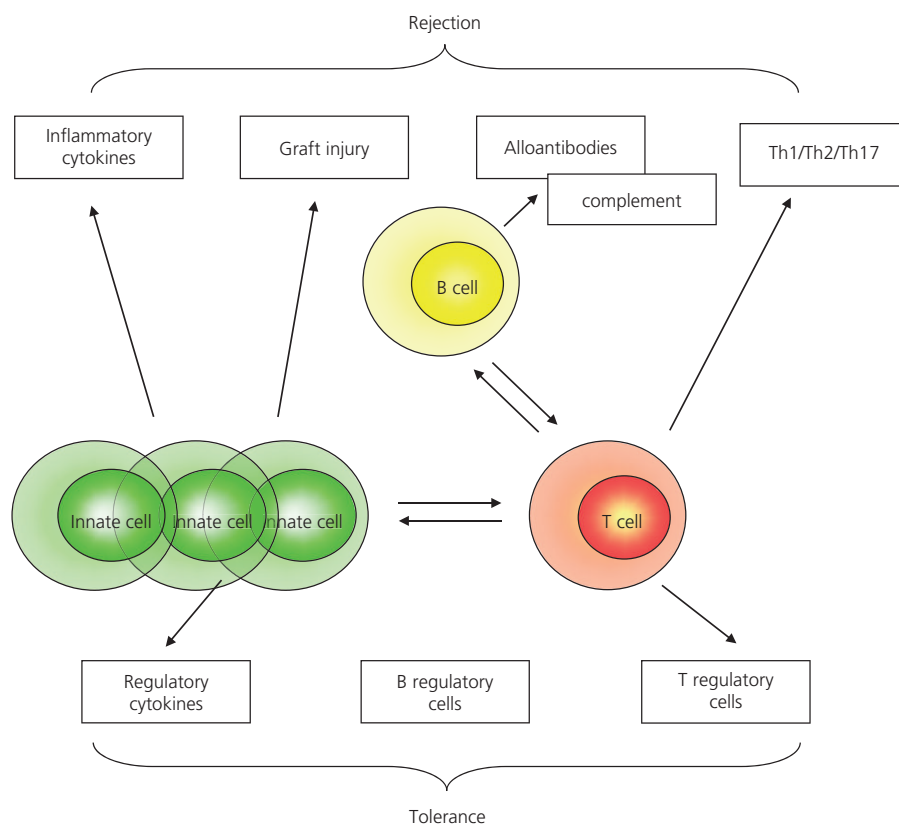 Rejection
Inflammatory
cytokines
Graft injury
Alloantibodies
complement
Th1/Th2/Th17
B cell
Innate cell
innate cell
nnate cell
T cell
Regulatory
cytokines
B regulatory
cells
T regulatory
cells
Tolerance